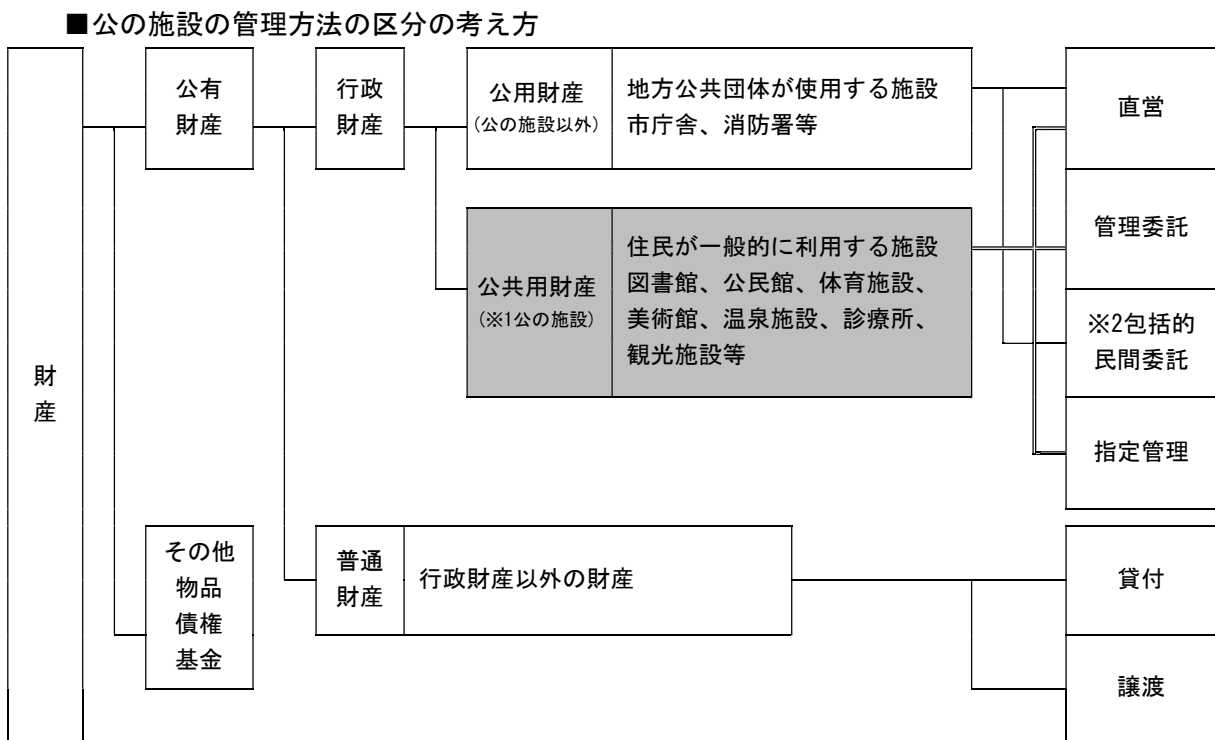 ■公の施設の管理方法の区分の考え方
財
産
公有
財産
行政
財産
公用財産
(公の施設以外)
地方公共団体が使用する施設
市庁舎、消防署等
公共用財産
(※1公の施設)
住民が一般的に利用する施設
図書館、公民館、体育施設、
美術館、温泉施設、診療所、
観光施設等
直営
管理委託
※2包括的
民間委託
指定管理
その他
物品
債権
基金
普通
財産
行政財産以外の財産
貸付
譲渡